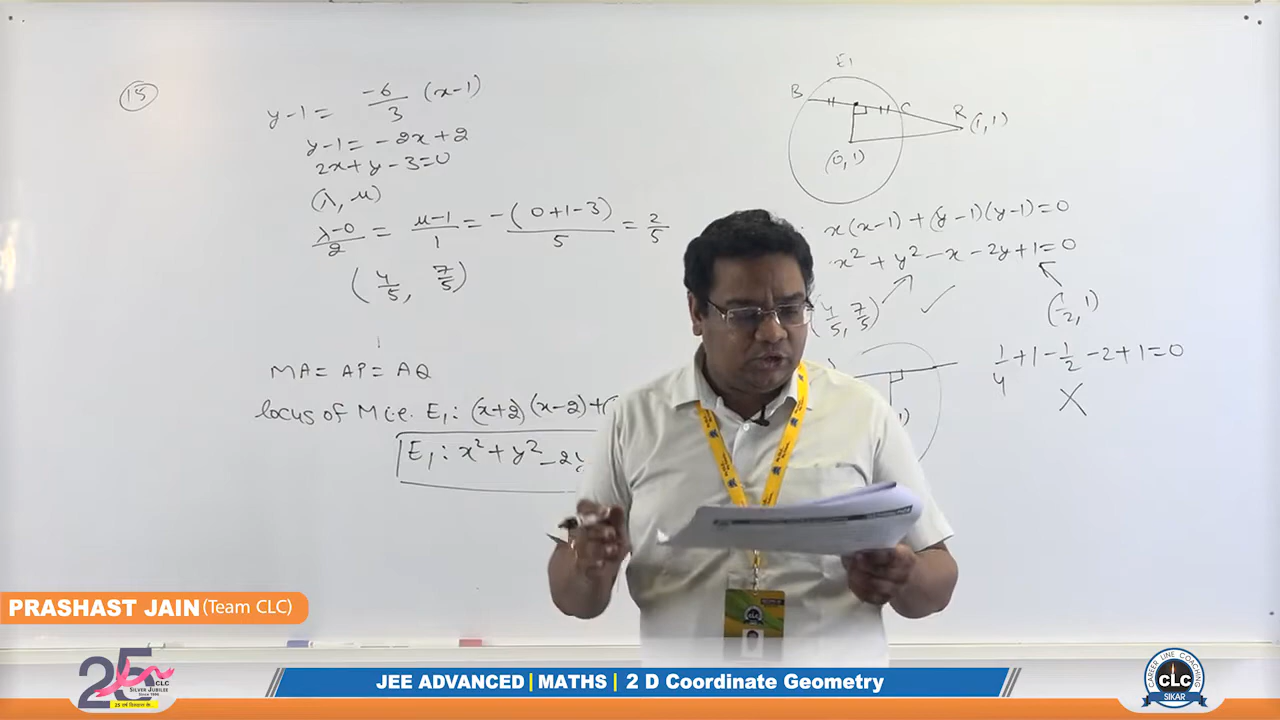 15
y-1 = -6/3 (x-1)
y-1 = -2x+2
2x+y-3=0
(λ, μ)
λ-0/2 = μ-1/1 = -(0+1-3)/5 = 2/5
(4/5, 7/5)
MA = AP = AQ
locus of M i.e. E₁ : (x+2)(x-2)+(
E₁ : x²+y²-2y
E1
B
C
R (1,1)
(0,1)
x(x-1)+(y-1)(y-1)=0
x²+y²-x-2y+1=0
(4/5, 7/5) ✓
(1/2, 1)
1/4+1-1/2-2+1=0
X
PRASHAST JAIN (Team CLC)
25
CLC
SILVER JUBILEE
JEE ADVANCED | MATHS | 2 D Coordinate Geometry
CAREER LINE COACHING
CLC
SIKAR